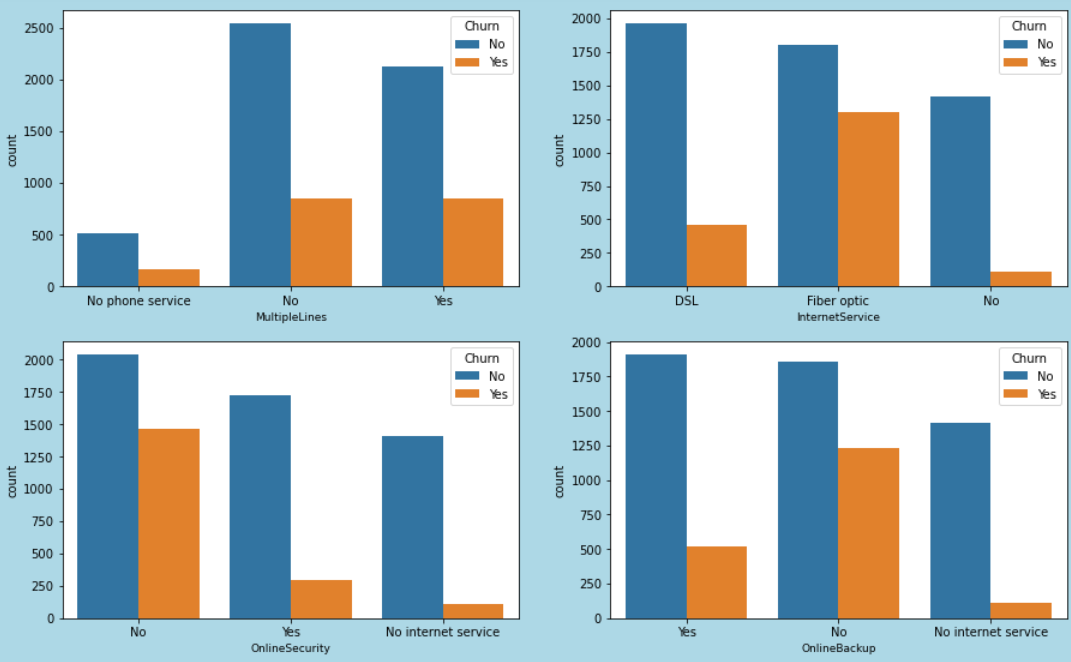 Churn
No
Yes
2500
2000
1500
1000
500
0
count
No phone service No Yes
MultipleLines
Churn
No
Yes
2000
1750
1500
1250
1000
750
500
250
0
count
DSL Fiber optic No
InternetService
Churn
No
Yes
2000
1750
1500
1250
1000
750
500
250
0
count
No Yes No internet service
OnlineSecurity
Churn
No
Yes
2000
1750
1500
1250
1000
750
500
250
0
count
Yes No No internet service
OnlineBackup